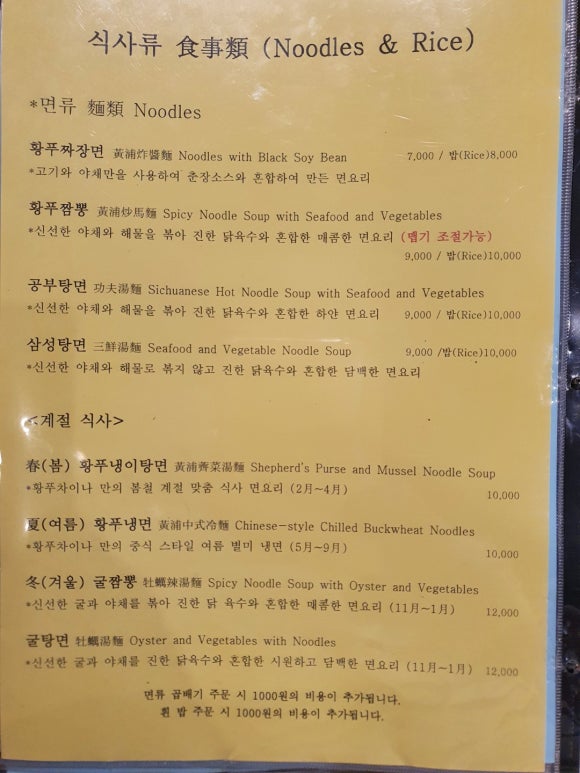 식사류 食事類 (Noodles & Rice)
*면류 麵類 Noodles
황푸짜장면 黃浦炸醬麵 Noodles with Black Soy Bean 7,000 / 밥(Rice)8,000
*고기와 야채만을 사용하여 춘장소스와 혼합하여 만든 면요리
황푸짬뽕 黃浦炒馬麵 Spicy Noodle Soup with Seafood and Vegetables
*신선한 야채와 해물을 볶아 진한 닭육수와 혼합한 매콤한 면요리 (맵기 조절가능)
9,000 / 밥(Rice)10,000
공부탕면 功夫湯麵 Sichuanese Hot Noodle Soup with Seafood and Vegetables
*신선한 야채와 해물을 볶아 진한 닭육수와 혼합한 하얀 면요리 9,000 / 밥(Rice)10,000
삼성탕면 三鮮湯麵 Seafood and Vegetable Noodle Soup 9,000 /밥(Rice)10,000
*신선한 야채와 해물로 볶지 않고 진한 닭육수와 혼합한 담백한 면요리
<계절 식사>
春(봄) 황푸냉이탕면 黃浦薺菜湯麵 Shepherd's Purse and Mussel Noodle Soup
*황푸차이나 만의 봄철 계절 맞춤 식사 면요리 (2月~4月) 10,000
夏(여름) 황푸냉면 黃浦中式冷麵 Chinese-style Chilled Buckwheat Noodles
*황푸차이나 만의 중식 스타일 여름 별미 냉면 (5月~9月) 10,000
冬(겨울) 굴짬뽕 牡蠣辣湯麵 Spicy Noodle Soup with Oyster and Vegetables
*신선한 굴과 야채를 볶아 진한 닭 육수와 혼합한 매콤한 면요리 (11月~1月) 12,000
굴탕면 牡蠣湯麵 Oyster and Vegetables with Noodles
*신선한 굴과 야채를 진한 닭육수와 혼합한 시원하고 담백한 면요리 (11月~1月) 12,000
면류 곱배기 주문 시 1000원의 비용이 추가됩니다.
흰 밥 주문 시 1000원의 비용이 추가됩니다.